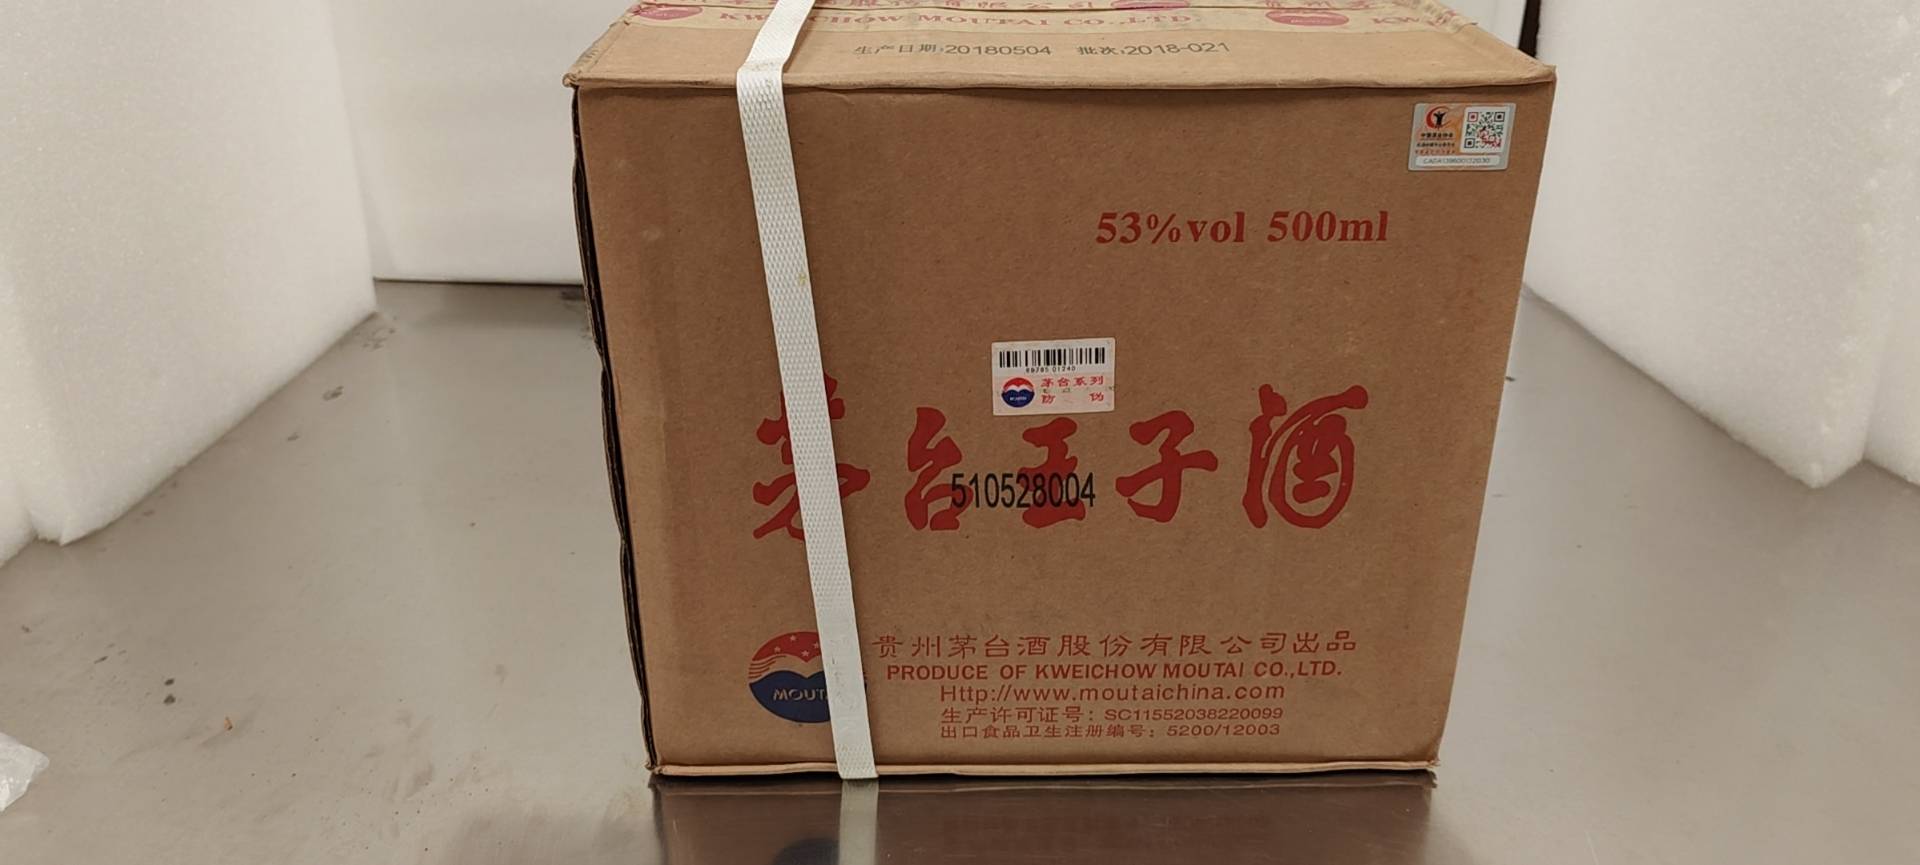 KWEICHOW MOUTAI CO.,LTD.
生产日期:20180504 批次:2018-021
53%vol 500ml
茅台系列
防 伪
茅台王子酒
510528004
MOUT
贵州茅台酒股份有限公司出品
PRODUCE OF KWEICHOW MOUTAI CO.,LTD.
Http://www.moutaichina.com
生产许可证号：SC11552038220099
出口食品卫生注册编号：5200/12003